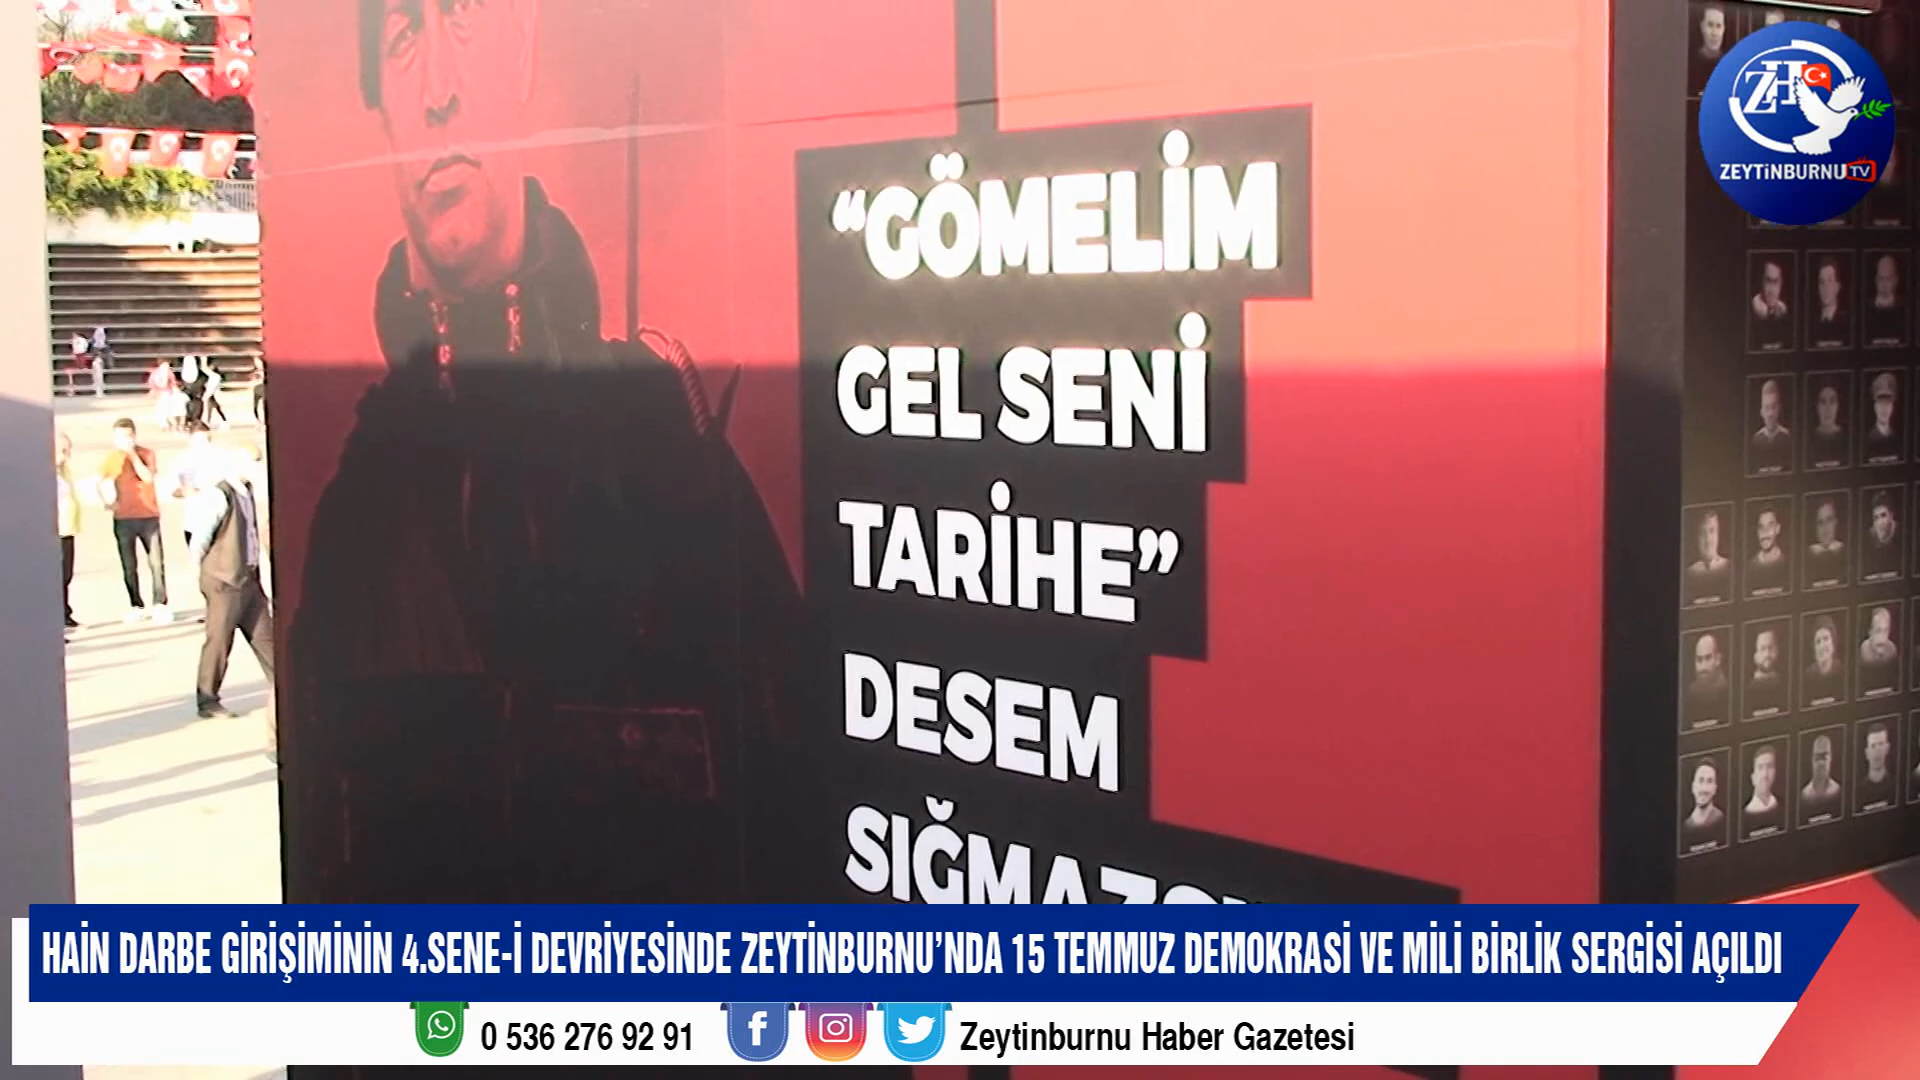 ZH
ZEYTiNBURNU TV
“GÖMELİM
GEL SENİ
TARİHE”
DESEM
HAİN DARBE GİRİŞİMİNİN 4.SENE-İ DEVRİYESİNDE ZEYTİNBURNU’NDA 15 TEMMUZ DEMOKRASİ VE MİLİ BİRLİK SERGİSİ AÇILDI
0 536 276 92 91
Zeytinburnu Haber Gazetesi